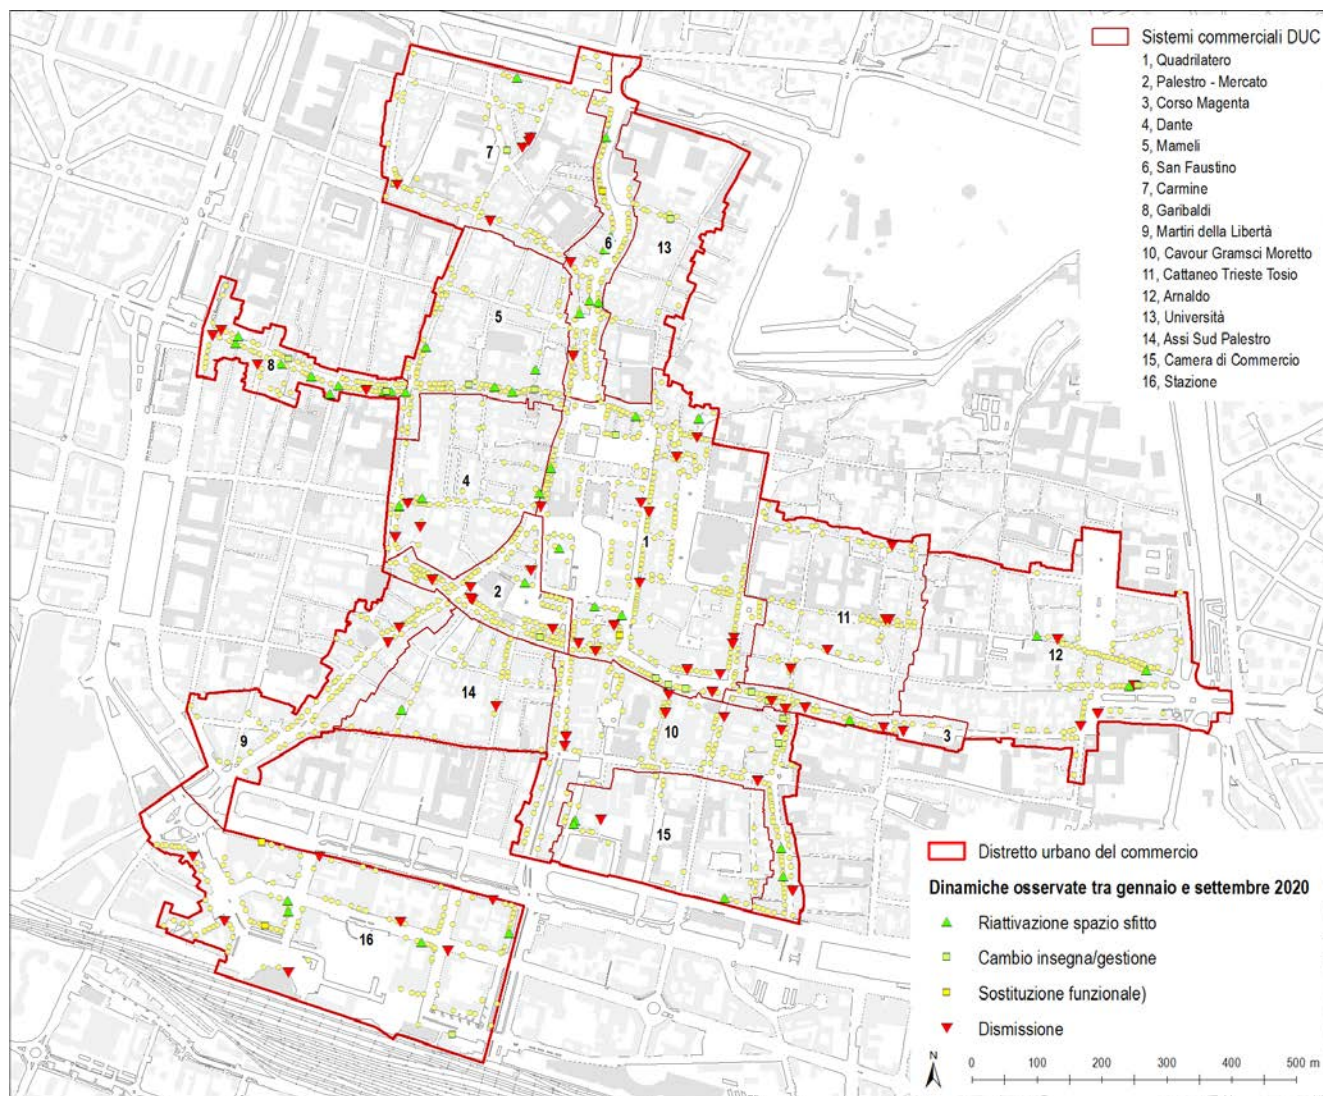 Sistemi commerciali DUC
1, Quadrilatero
2, Palestro - Mercato
3, Corso Magenta
4, Dante
5, Mameli
6, San Faustino
7, Carmine
8, Garibaldi
9, Martiri della Libertà
10, Cavour Gramsci Moretto
11, Cattaneo Trieste Tosio
12, Arnaldo
13, Università
14, Assi Sud Palestro
15, Camera di Commercio
16, Stazione
7
6
13
5
8
4
1
2
11
12
14
10
3
9
15
16
Distretto urbano del commercio
Dinamiche osservate tra gennaio e settembre 2020
Riattivazione spazio sfitto
Cambio insegna/gestione
Sostituzione funzionale)
Dismissione
N
0 100 200 300 400 500 m